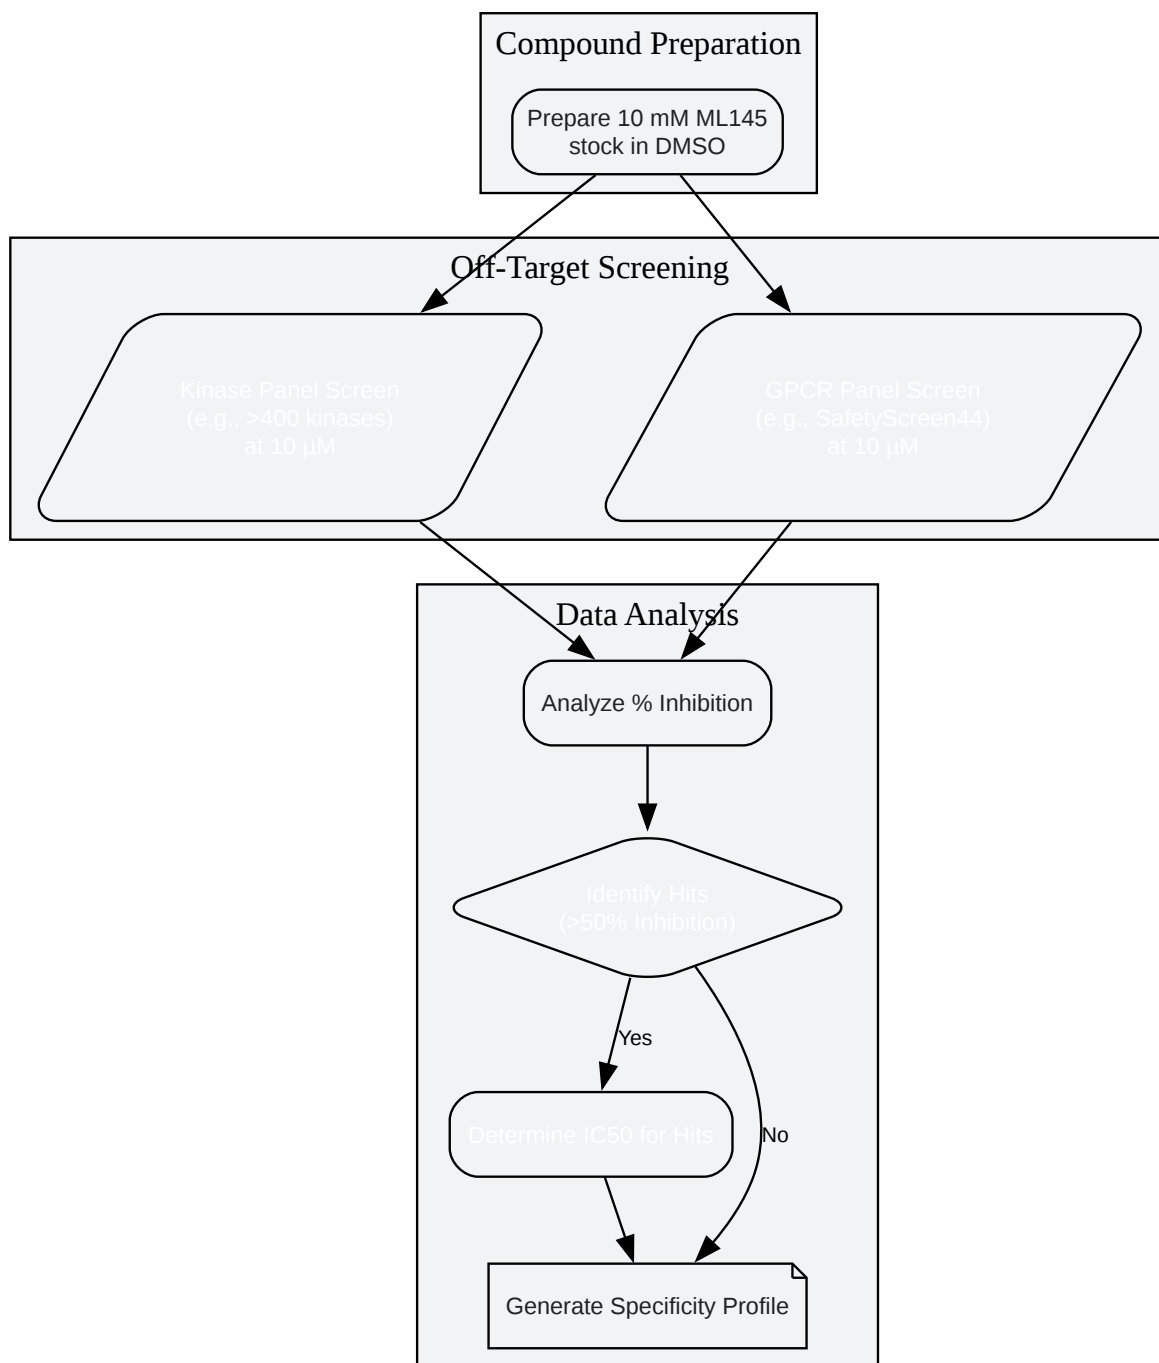 Compound Preparation
Prepare 10 mM ML145
stock in DMSO
Off-Target Screening
Kinase Panel Screen
(e.g., >400 kinases)
at 10 µM
GPCR Panel Screen
(e.g., SafetyScreen44)
at 10 µM
Data Analysis
Analyze % Inhibition
Identify Hits
(>50% Inhibition)
Yes
Determine IC50 for Hits
No
Generate Specificity Profile